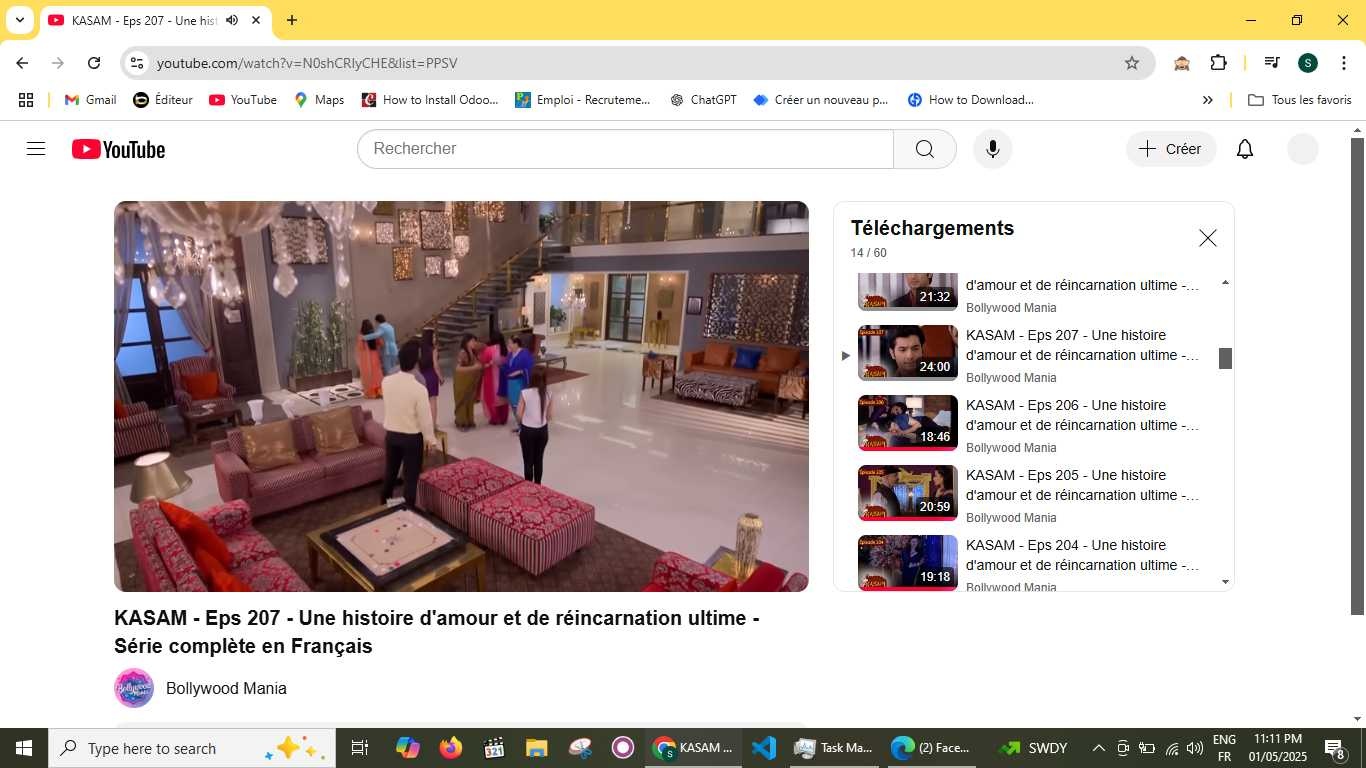 KASAM - Eps 207 - Une hist
youtube.com/watch?v=N0shCRIyCHE&list=PPSV
S
Gmail
Éditeur
YouTube
Maps
How to Install Odoo...
Emploi - Recruteme...
ChatGPT
Créer un nouveau p...
How to Download...
Tous les favoris
YouTube
Rechercher
Créer
Téléchargements
14 / 60
21:32
d'amour et de réincarnation ultime -...
Bollywood Mania
24:00
KASAM - Eps 207 - Une histoire
d'amour et de réincarnation ultime -...
Bollywood Mania
18:46
KASAM - Eps 206 - Une histoire
d'amour et de réincarnation ultime -...
Bollywood Mania
20:59
KASAM - Eps 205 - Une histoire
d'amour et de réincarnation ultime -...
Bollywood Mania
19:18
KASAM - Eps 204 - Une histoire
d'amour et de réincarnation ultime -...
Bollywood Mania
KASAM - Eps 207 - Une histoire d'amour et de réincarnation ultime -
Série complète en Français
Bollywood Mania
Type here to search
KASAM ...
Task Ma...
(2) Face...
SWDY
ENG
FR
11:11 PM
01/05/2025
8